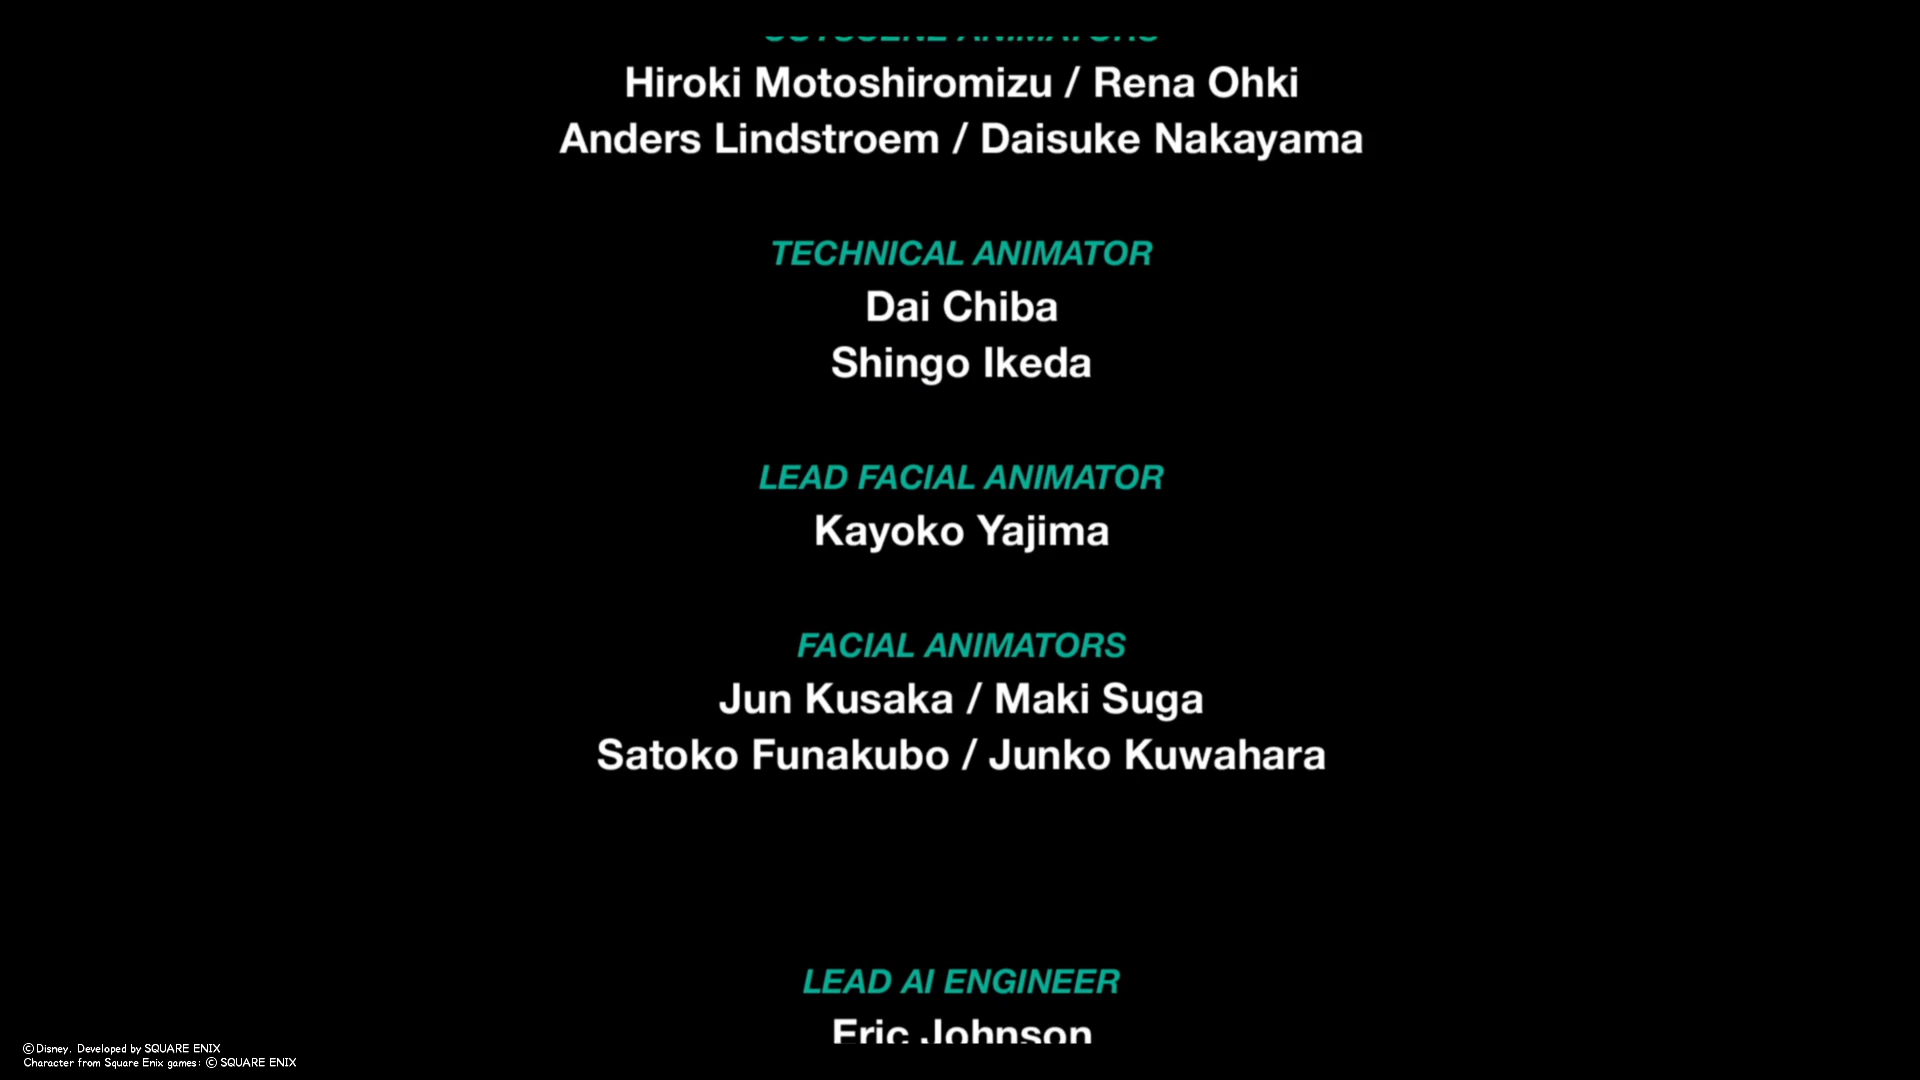 CUTSCENE ANIMATORS
Hiroki Motoshiromizu / Rena Ohki
Anders Lindstroem / Daisuke Nakayama
TECHNICAL ANIMATOR
Dai Chiba
Shingo Ikeda
LEAD FACIAL ANIMATOR
Kayoko Yajima
FACIAL ANIMATORS
Jun Kusaka / Maki Suga
Satoko Funakubo / Junko Kuwahara
LEAD AI ENGINEER
Eric Johnson
©Disney. Developed by SQUARE ENIX
Character from Square Enix games: © SQUARE ENIX